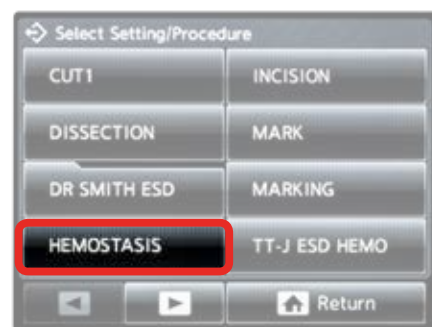 Select Setting/Procedure
CUT1 INCISION
DISSECTION MARK
DR SMITH ESD MARKING
HEMOSTASIS TT-J ESD HEMO
Return